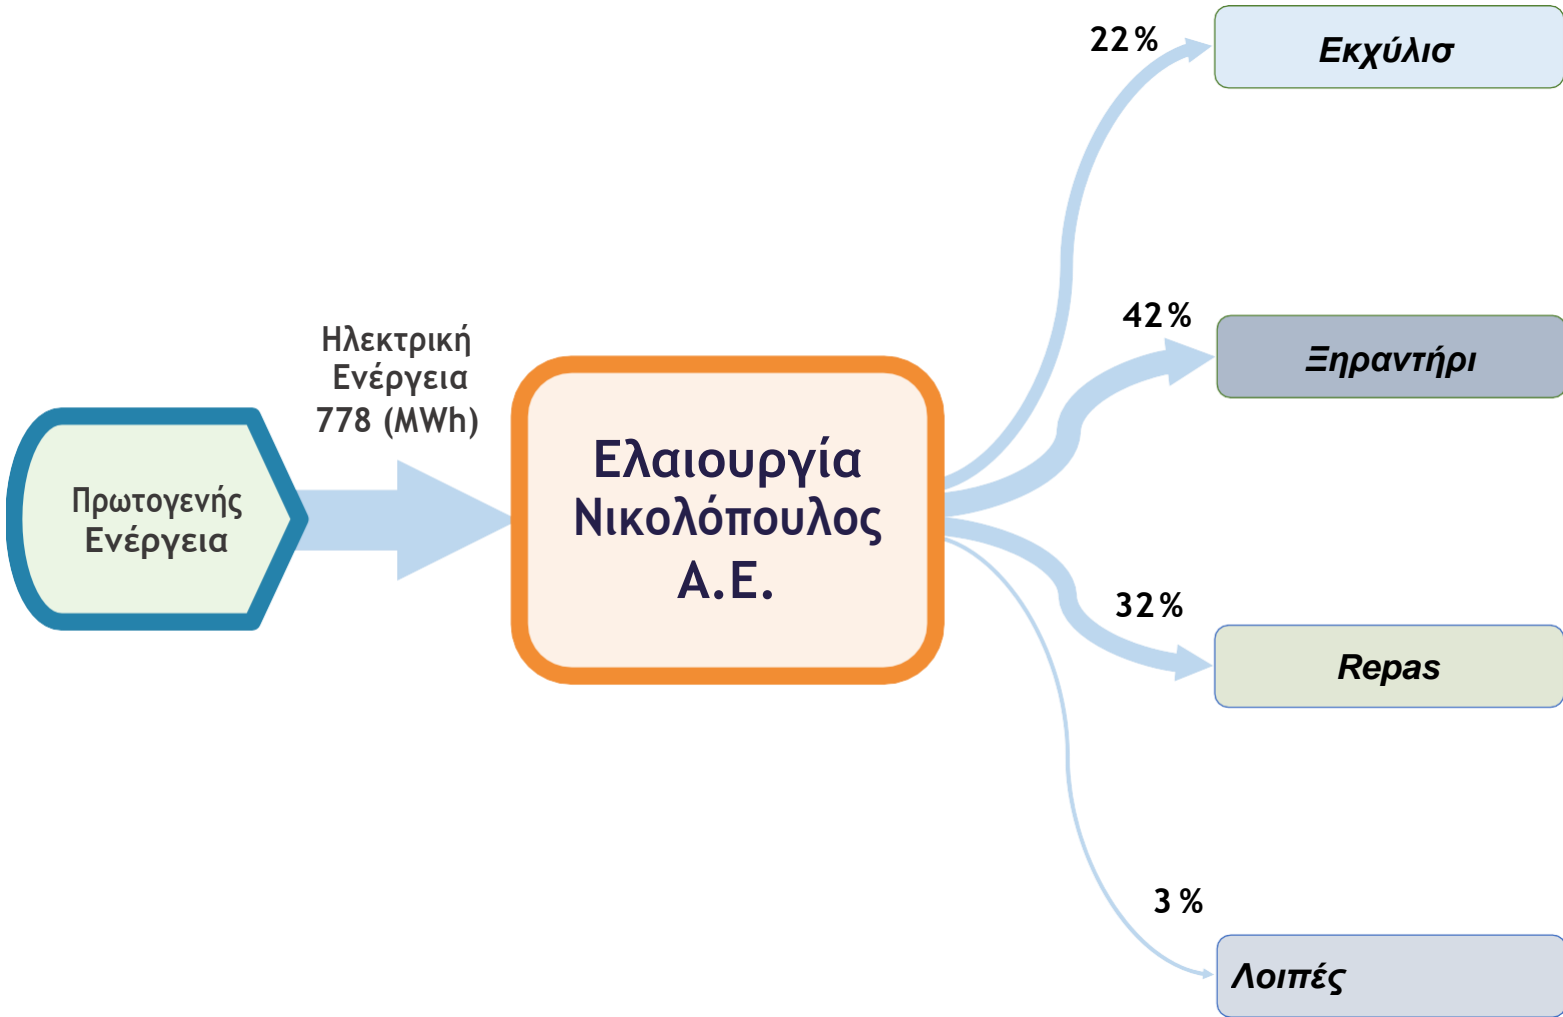 22%
Εκχύλισ
Ηλεκτρική
Ενέργεια
778 (MWh)
42%
Ξηραντήρι
Πρωτογενής
Ενέργεια
Ελαιουργία
Νικολόπουλος
Α.Ε.
32%
Repas
3%
Λοιπές